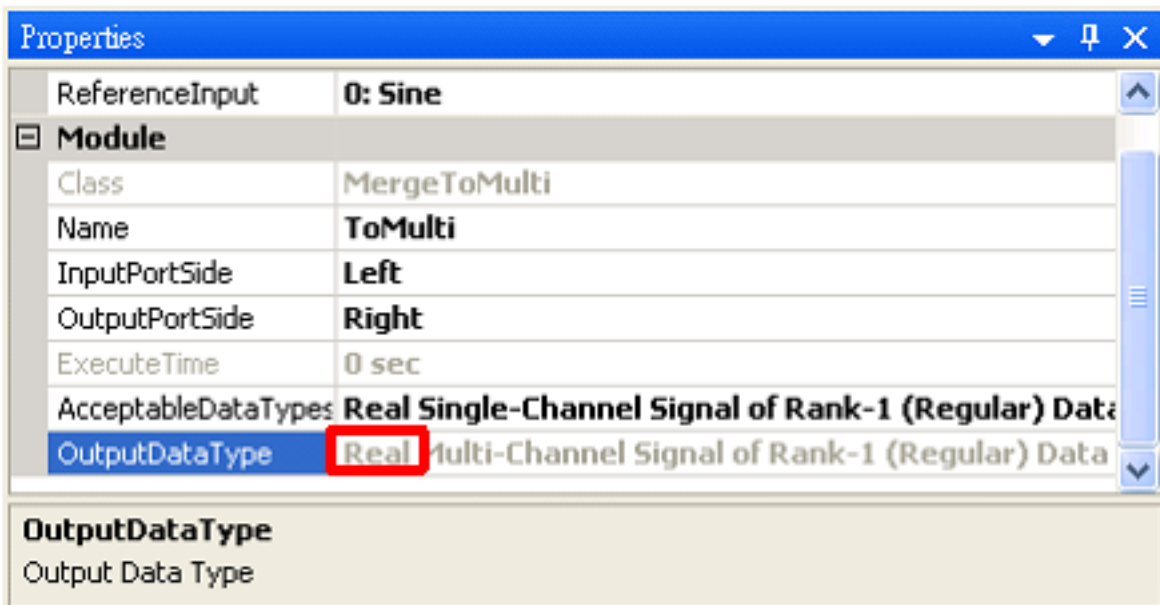 Properties
ReferenceInput 0: Sine
Module
Class MergeToMulti
Name ToMulti
InputPortSide Left
OutputPortSide Right
ExecuteTime 0 sec
AcceptableDataTypes Real Single-Channel Signal of Rank-1 (Regular) Data
OutputDataType Real Multi-Channel Signal of Rank-1 (Regular) Data
OutputDataType
Output Data Type